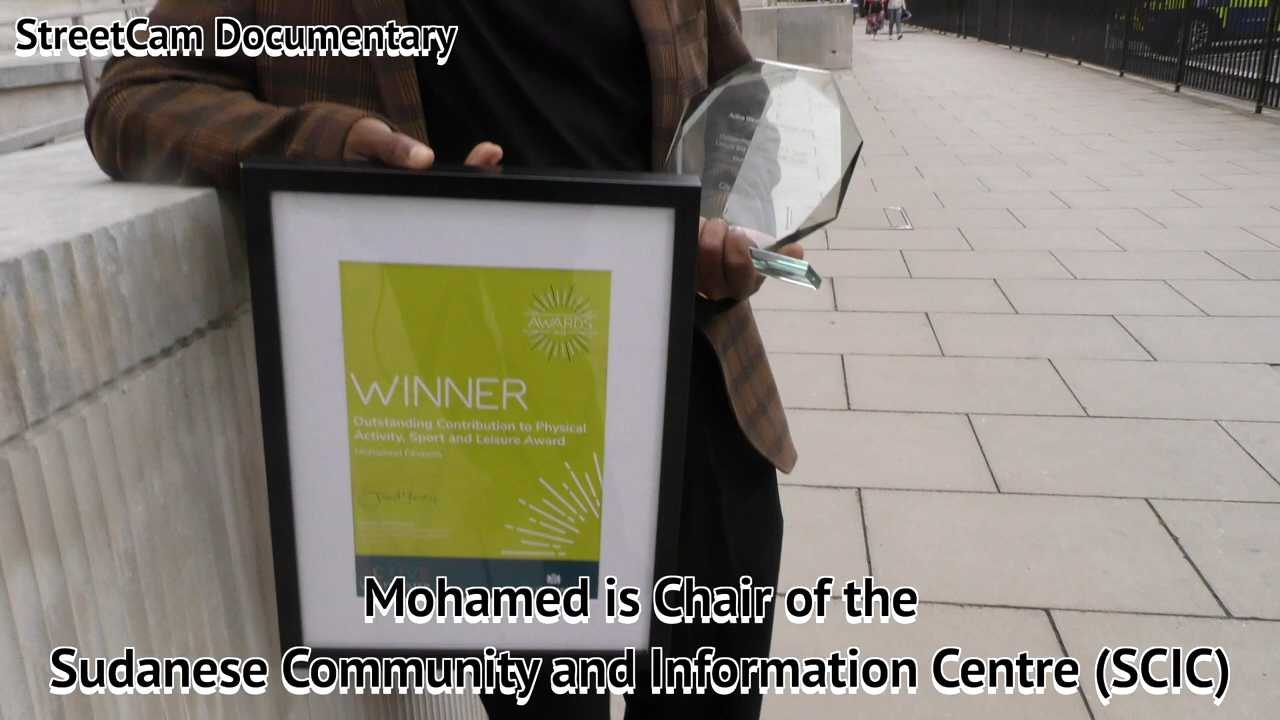 StreetCam Documentary
AWARDS
WINNER
Outstanding Contribution to Physical
Activity, Sport and Leisure Award
Mohamed
Mohamed is Chair of the
Sudanese Community and Information Centre (SCIC)